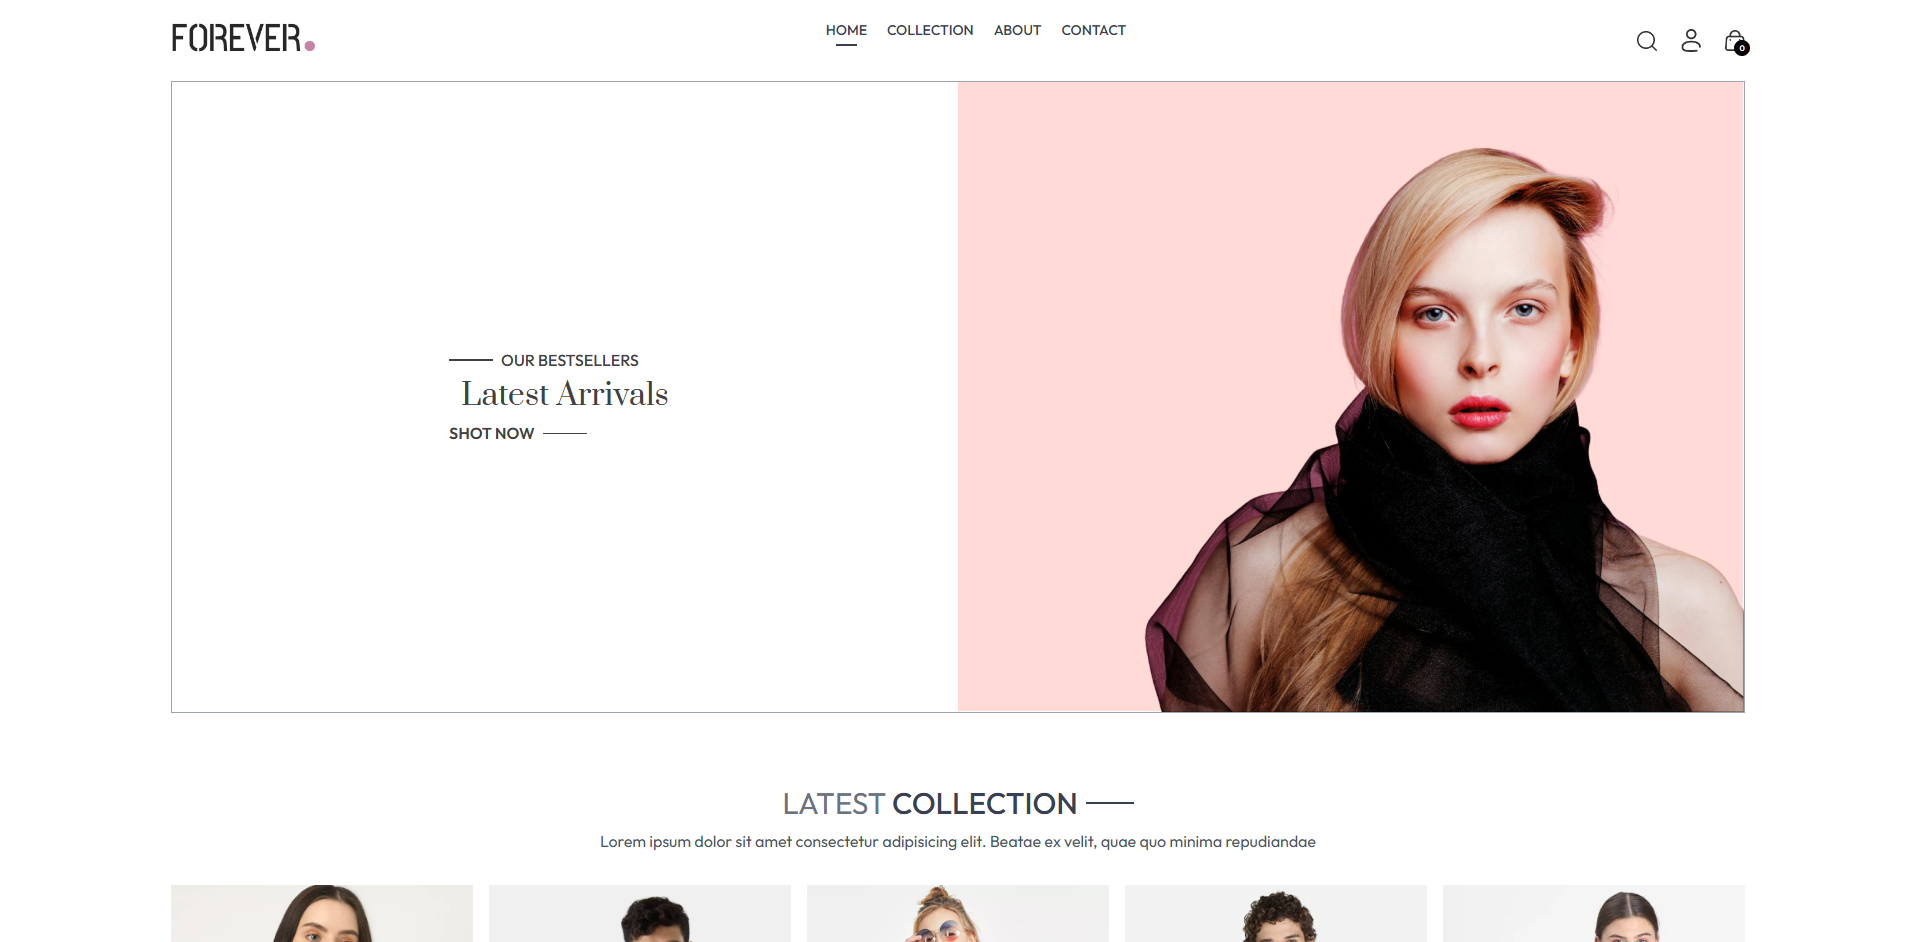 FOREVER.
HOME COLLECTION ABOUT CONTACT
0
OUR BESTSELLERS
Latest Arrivals
SHOT NOW
LATEST COLLECTION
Lorem ipsum dolor sit amet consectetur adipisicing elit. Beatae ex velit, quae quo minima repudiandae